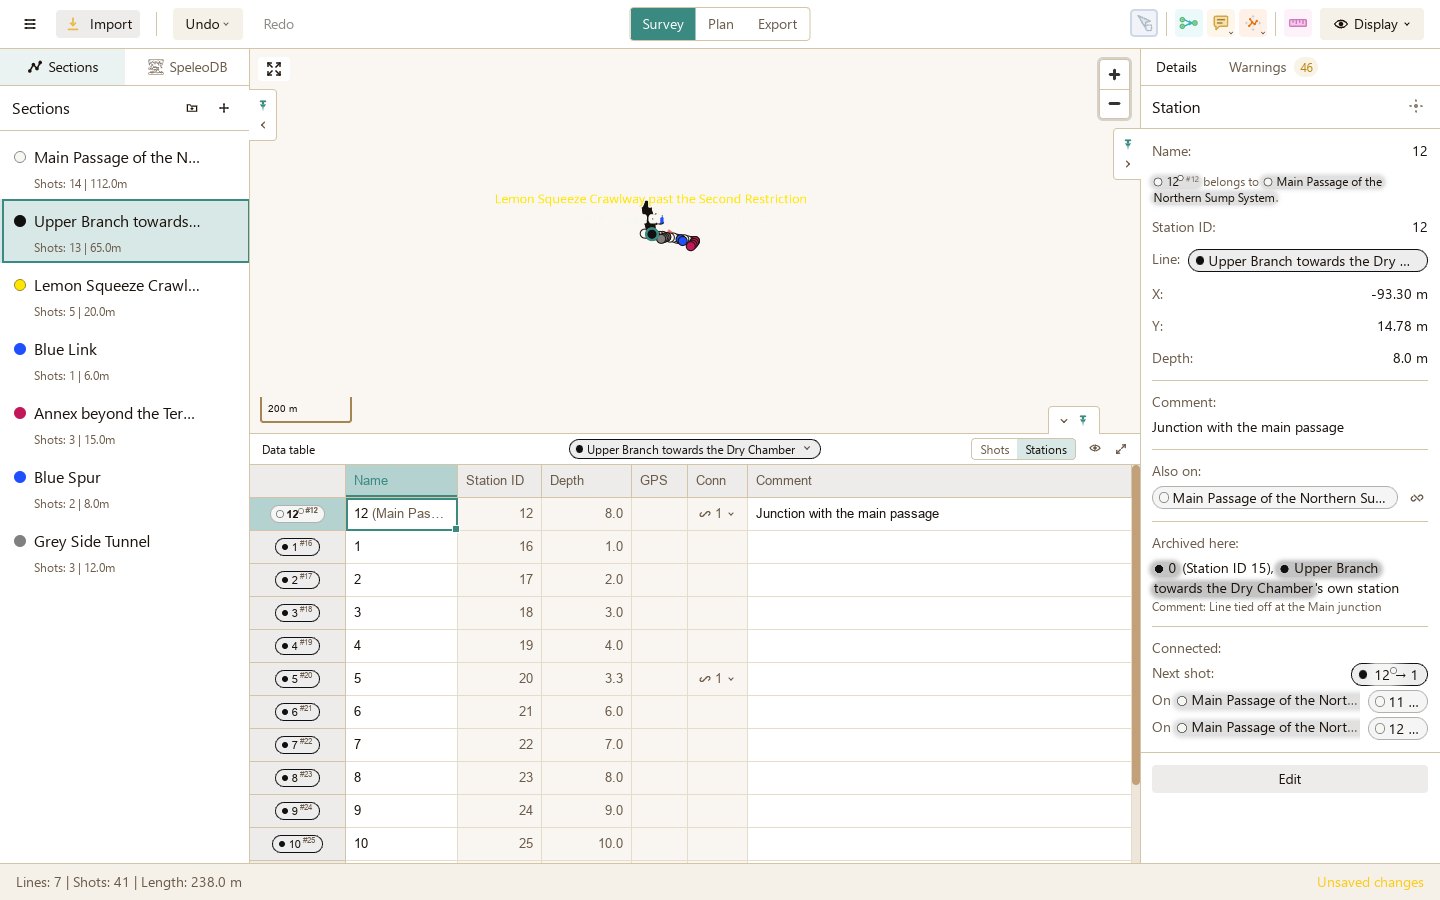 Import
Undo
Redo
Survey
Plan
Export
Display
Sections
SpeleoDB
Details
Warnings 46
Sections
Station
Main Passage of the N...
Shots: 14 | 112.0m
Upper Branch towards...
Shots: 13 | 65.0m
Lemon Squeeze Crawl...
Shots: 5 | 20.0m
Blue Link
Shots: 1 | 6.0m
Annex beyond the Ter...
Shots: 3 | 15.0m
Blue Spur
Shots: 2 | 8.0m
Grey Side Tunnel
Shots: 3 | 12.0m
Lemon Squeeze Crawlway past the Second Restriction
200 m
Data table
Upper Branch towards the Dry Chamber
Shots
Stations
Name Station ID Depth GPS Conn Comment
12 #12 12 (Main Pas... 12 8.0 1 Junction with the main passage
1 #16 1 16 1.0
2 #17 2 17 2.0
3 #18 3 18 3.0
4 #19 4 19 4.0
5 #20 5 20 3.3 1
6 #21 6 21 6.0
7 #22 7 22 7.0
8 #23 8 23 8.0
9 #24 9 24 9.0
10 #25 10 25 10.0
Name: 12
12 #12 belongs to Main Passage of the
Northern Sump System.
Station ID: 12
Line: Upper Branch towards the Dry ...
X: -93.30 m
Y: 14.78 m
Depth: 8.0 m
Comment:
Junction with the main passage
Also on:
Main Passage of the Northern Su...
Archived here:
0 (Station ID 15), Upper Branch
towards the Dry Chamber's own station
Comment: Line tied off at the Main junction
Connected:
Next shot: 12 → 1
On Main Passage of the Nort... 11 ...
On Main Passage of the Nort... 12 ...
Edit
Lines: 7 | Shots: 41 | Length: 238.0 m
Unsaved changes